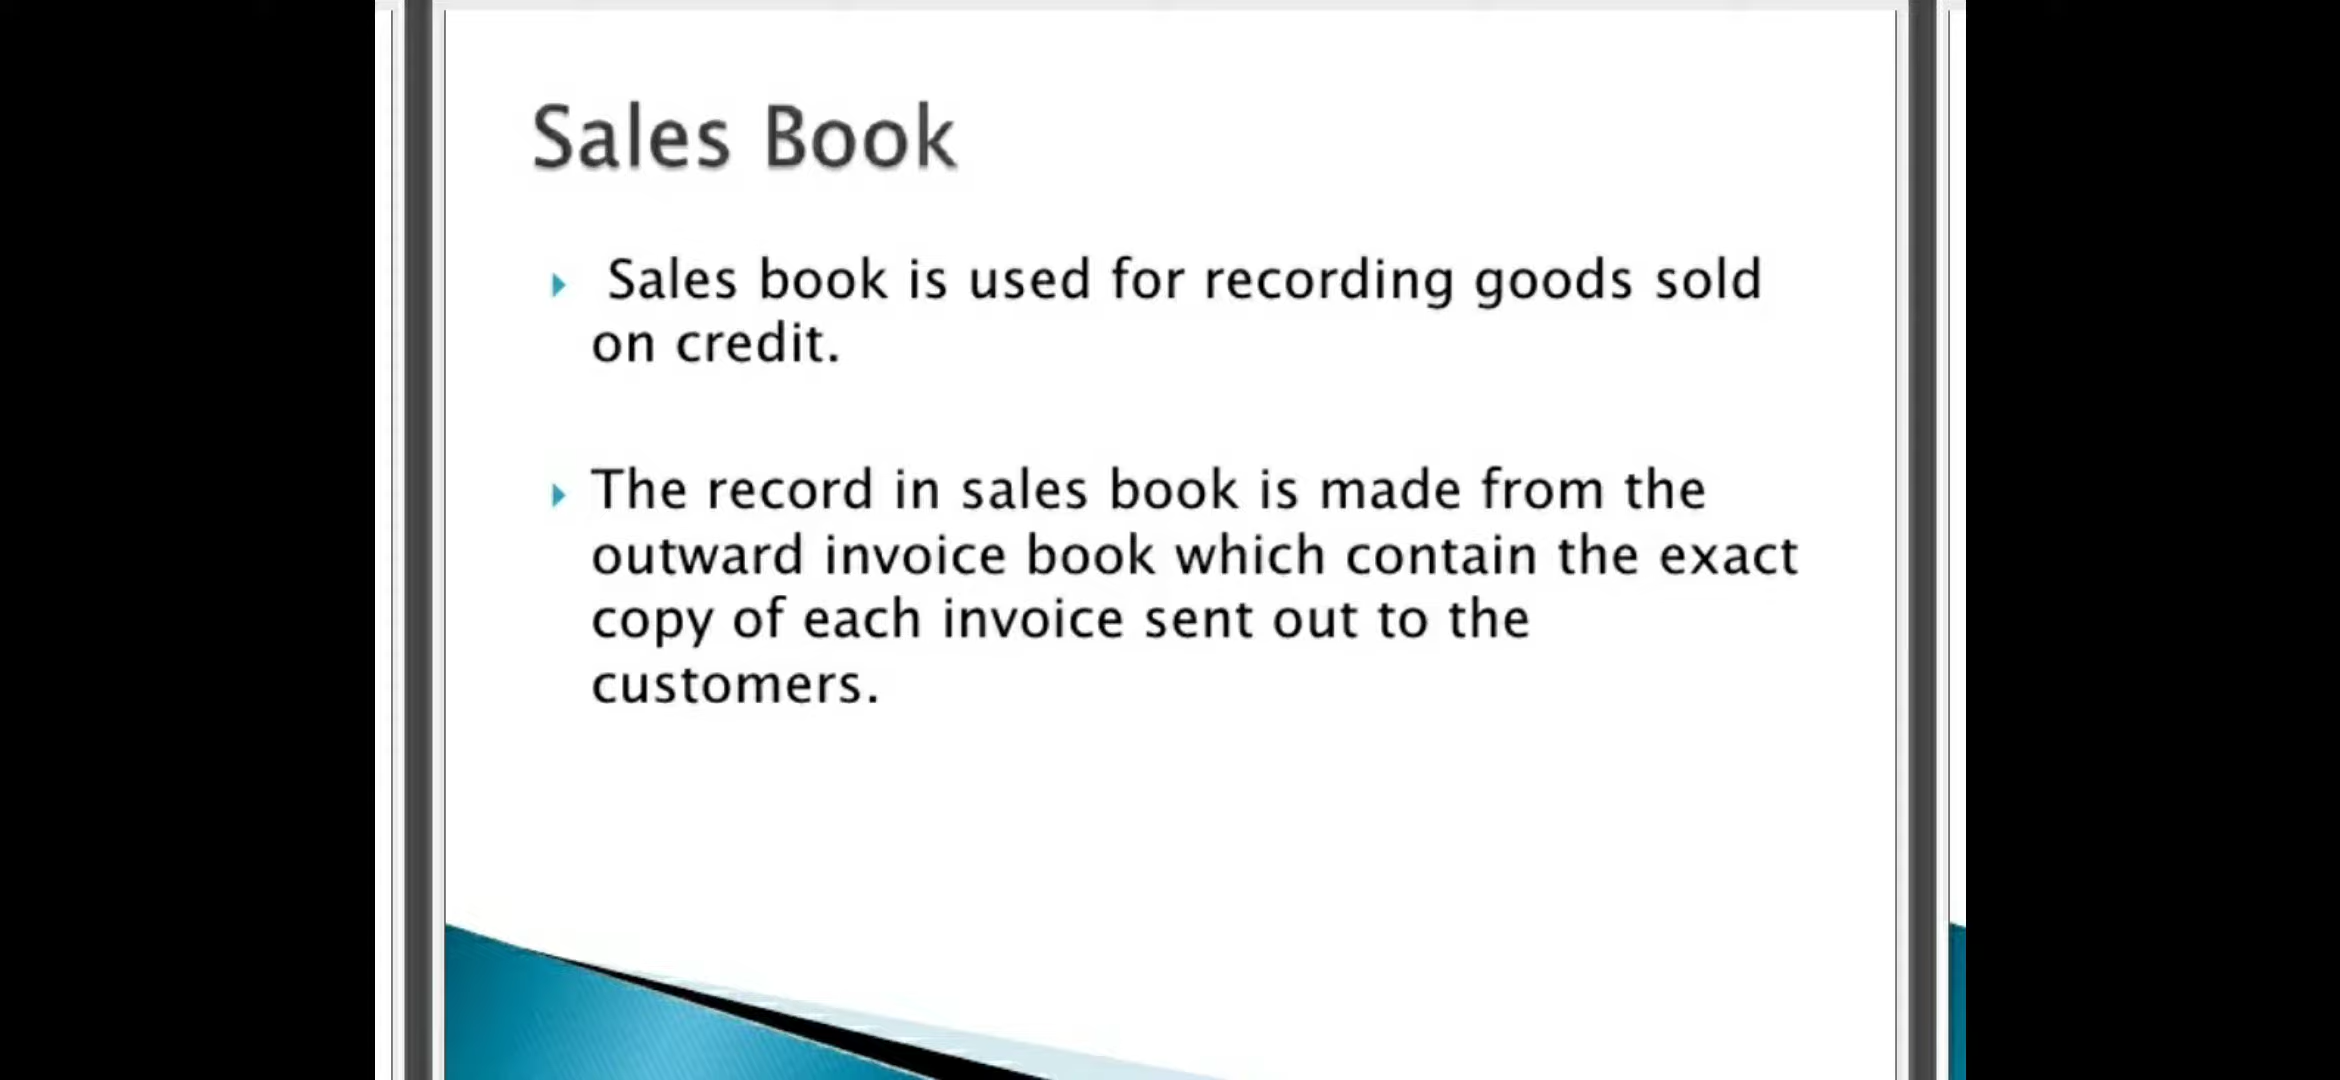 Sales Book
Sales book is used for recording goods sold
on credit.
The record in sales book is made from the
outward invoice book which contain the exact
copy of each invoice sent out to the
customers.